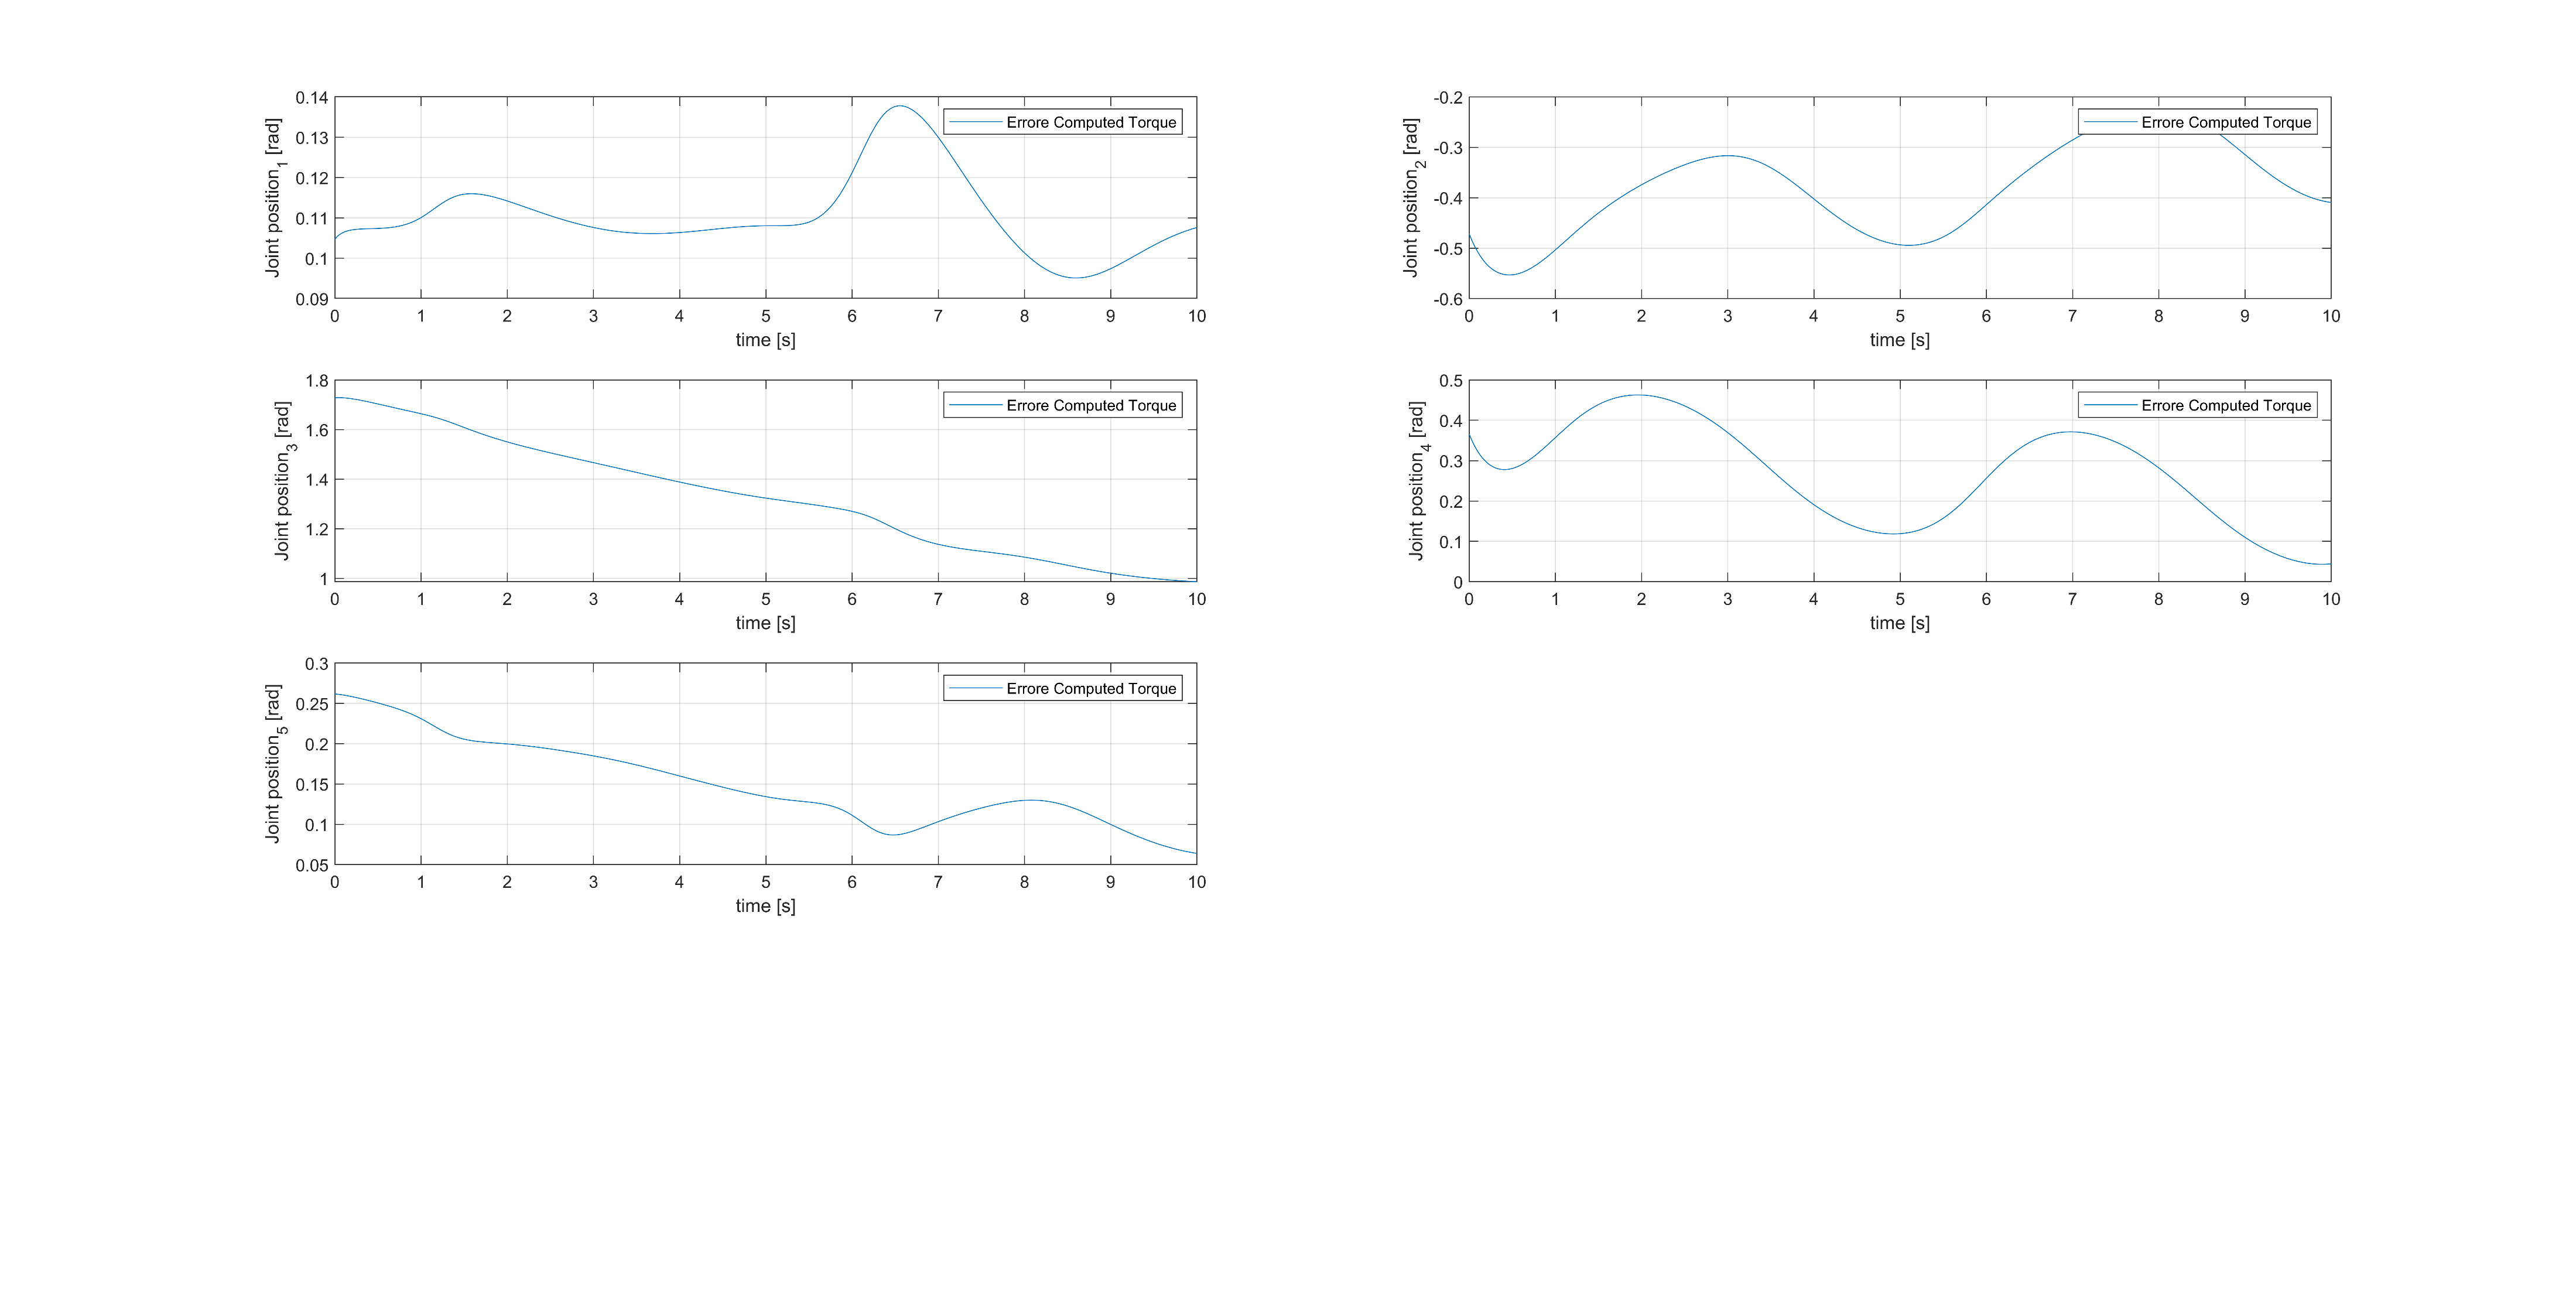 0.14
0.13
0.12
0.11
0.1
0.09
Joint position_1 [rad]
Errore Computed Torque
0 1 2 3 4 5 6 7 8 9 10
time [s]
-0.2
-0.3
-0.4
-0.5
-0.6
Joint position_2 [rad]
Errore Computed Torque
0 1 2 3 4 5 6 7 8 9 10
time [s]
1.8
1.6
1.4
1.2
1
Joint position_3 [rad]
Errore Computed Torque
0 1 2 3 4 5 6 7 8 9 10
time [s]
0.5
0.4
0.3
0.2
0.1
0
Joint position_4 [rad]
Errore Computed Torque
0 1 2 3 4 5 6 7 8 9 10
time [s]
0.3
0.25
0.2
0.15
0.1
0.05
Joint position_5 [rad]
Errore Computed Torque
0 1 2 3 4 5 6 7 8 9 10
time [s]